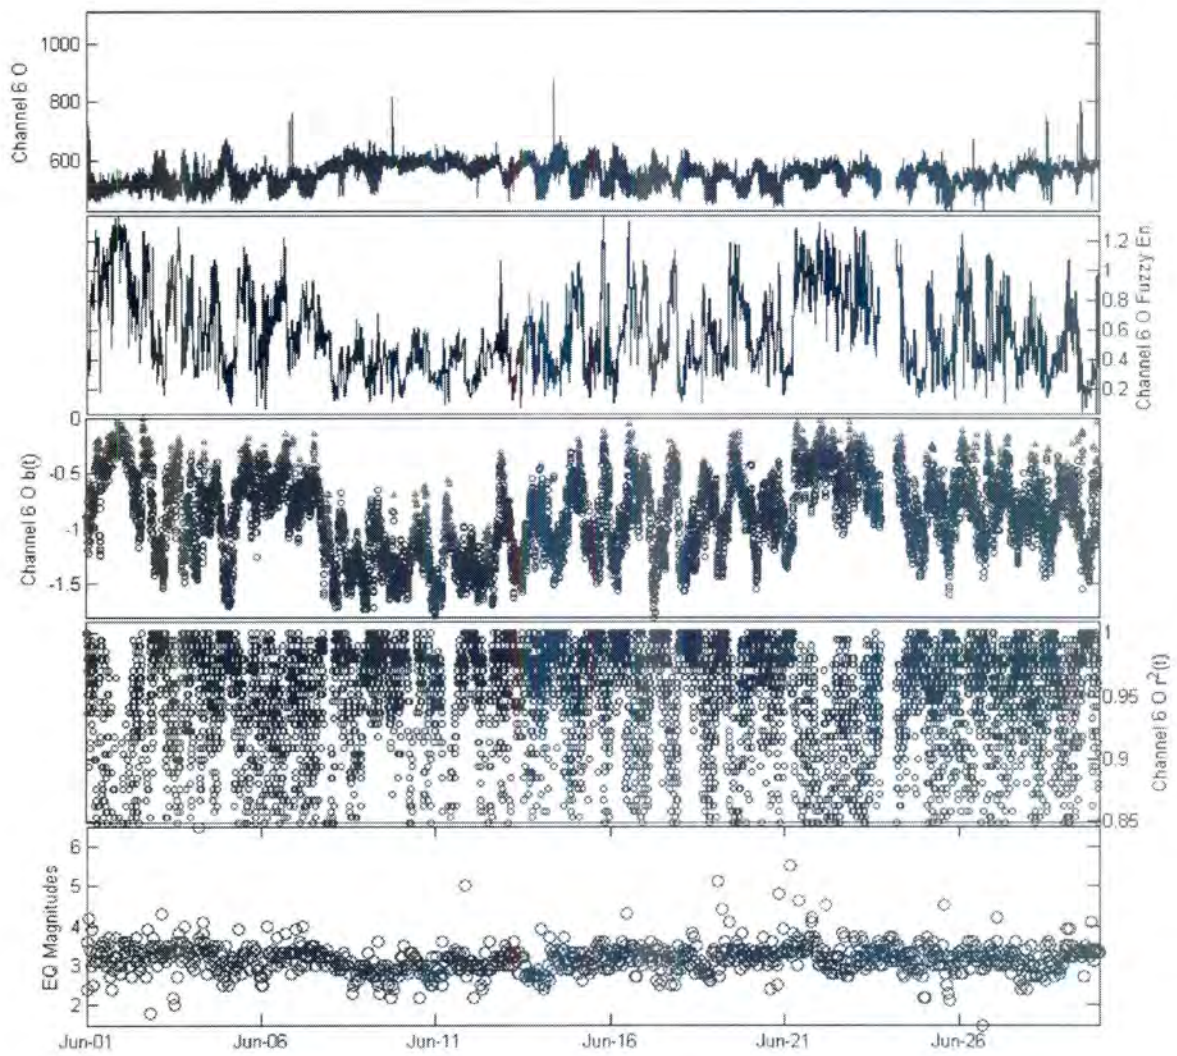 Channel 6 O
1000
800
600
Channel 6 O Fuzzy En
1.2
1
0.8
0.6
0.4
0.2
Channel 6 O b(t)
0
-0.5
-1
-1.5
Channel 6 O r²(t)
1
0.95
0.9
0.85
EQ Magnitudes
6
5
4
3
2
Jun-01
Jun-06
Jun-11
Jun-16
Jun-21
Jun-26